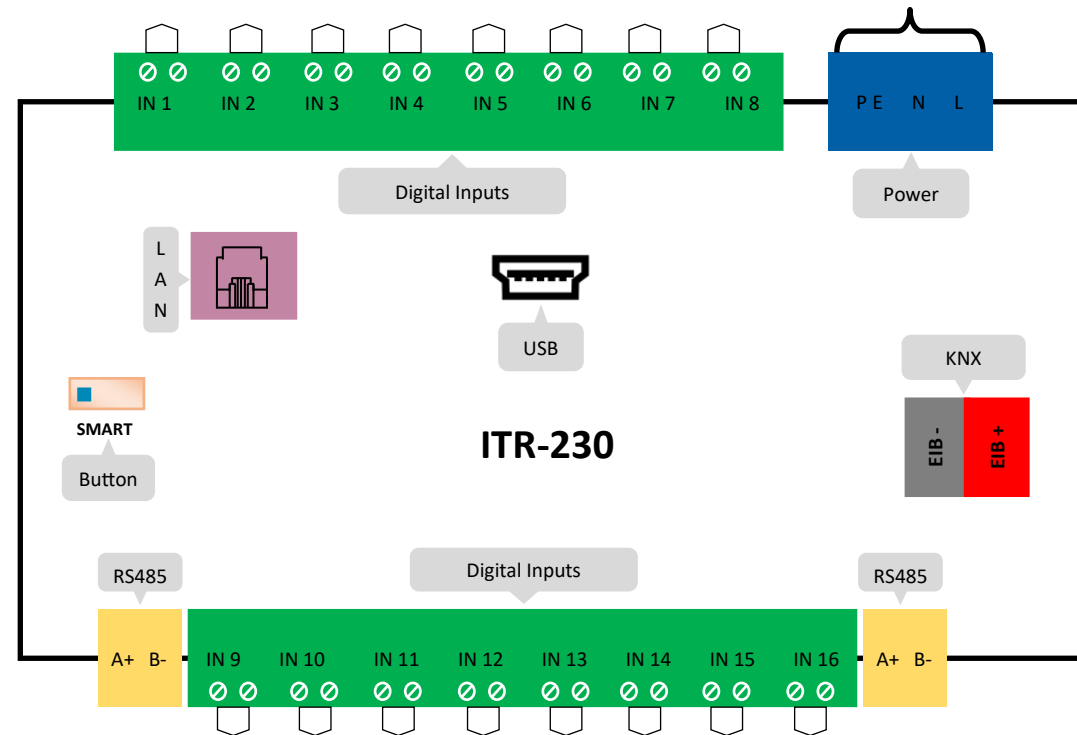 IN 1 IN 2 IN 3 IN 4 IN 5 IN 6 IN 7 IN 8
P E N L
Digital Inputs
Power
L
A
N
USB
KNX
SMART
Button
ITR-230
EIB -
EIB +
RS485
Digital Inputs
RS485
A+ B-
IN 9 IN 10 IN 11 IN 12 IN 13 IN 14 IN 15 IN 16
A+ B-